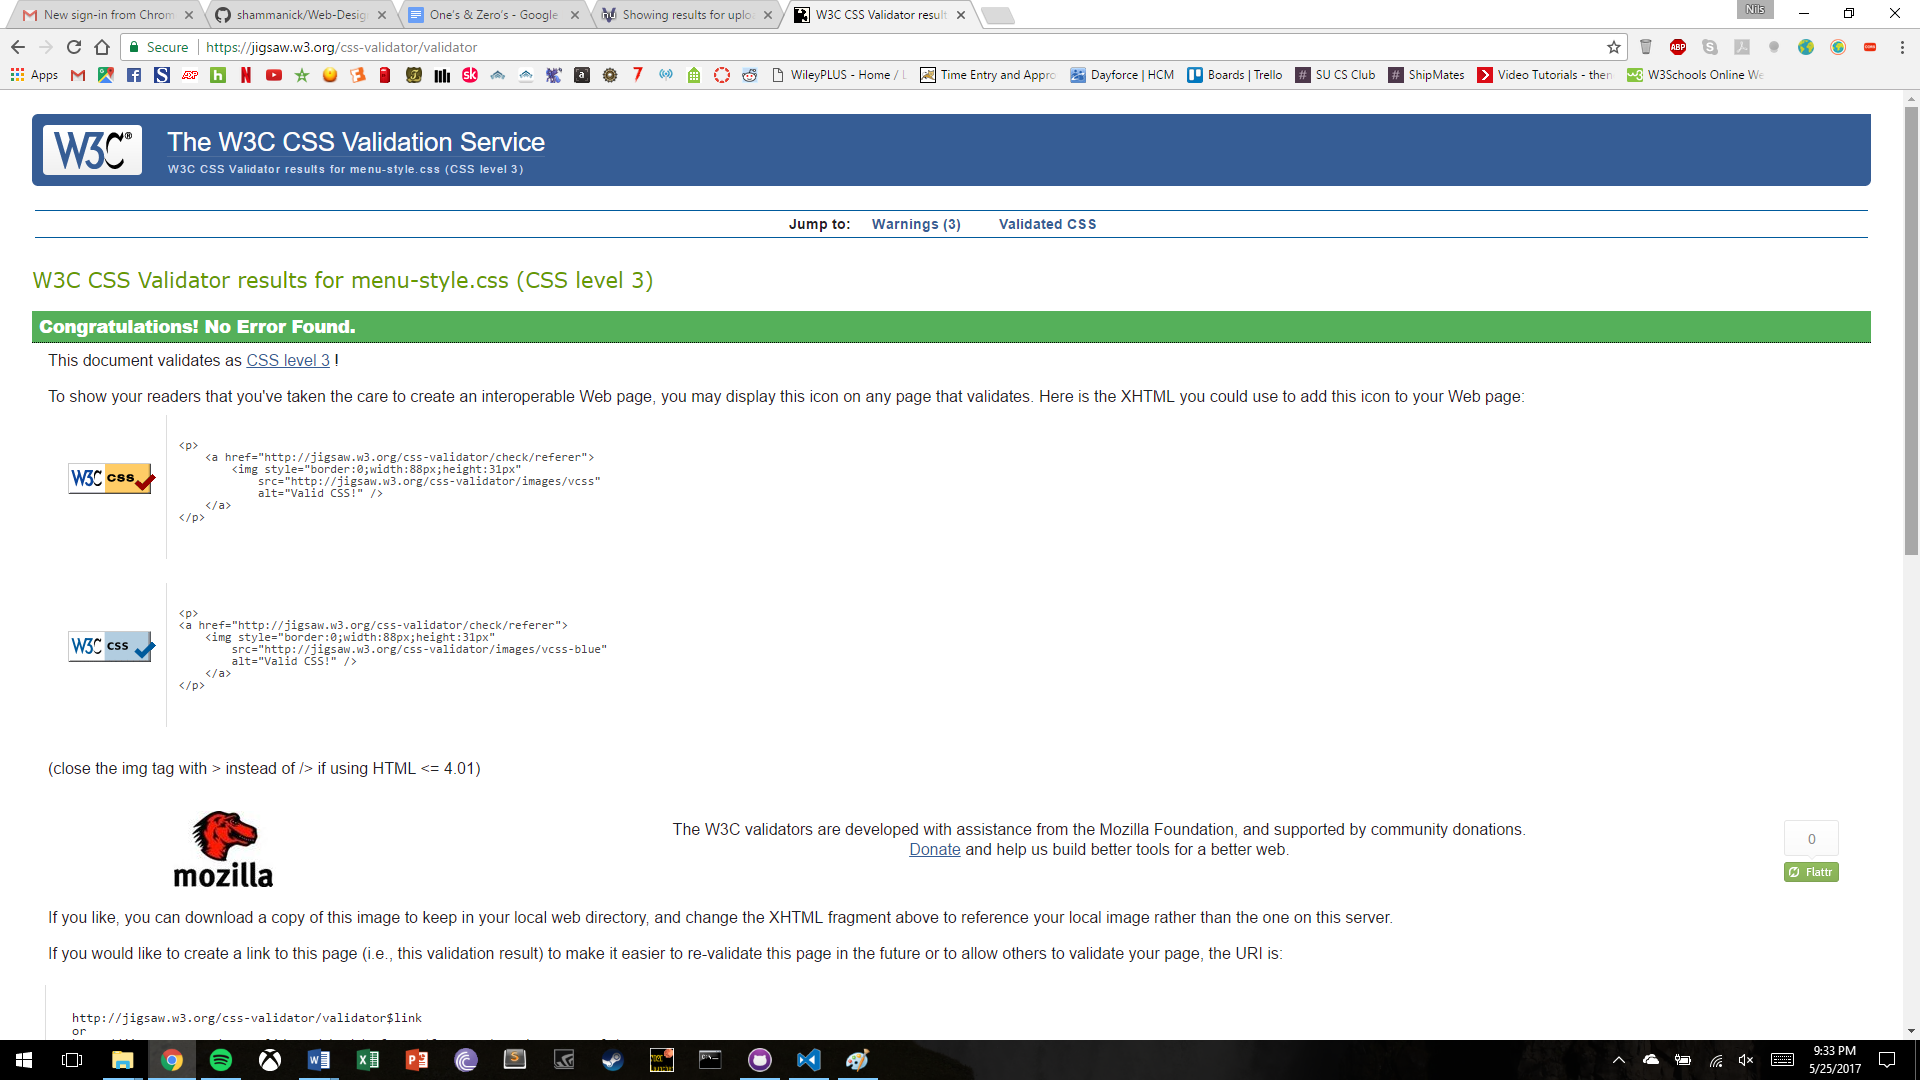 New sign-in from Chrom
shammanick/Web-Desig
One's & Zero's - Google
Showing results for uplo
W3C CSS Validator result
Nils
Secure
https://jigsaw.w3.org/css-validator/validator
Apps
WileyPLUS - Home / L
Time Entry and Appro
Dayforce | HCM
Boards | Trello
SU CS Club
ShipMates
Video Tutorials - then
W3Schools Online We
W3C®
The W3C CSS Validation Service
W3C CSS Validator results for menu-style.css (CSS level 3)
Jump to: Warnings (3) Validated CSS
W3C CSS Validator results for menu-style.css (CSS level 3)
Congratulations! No Error Found.
This document validates as CSS level 3 !
To show your readers that you've taken the care to create an interoperable Web page, you may display this icon on any page that validates. Here is the XHTML you could use to add this icon to your Web page:
W3C css
<p>
<a href="http://jigsaw.w3.org/css-validator/check/referer">
<img style="border:0;width:88px;height:31px"
src="http://jigsaw.w3.org/css-validator/images/vcss"
alt="Valid CSS!" />
</a>
</p>
W3C css
<p>
<a href="http://jigsaw.w3.org/css-validator/check/referer">
<img style="border:0;width:88px;height:31px"
src="http://jigsaw.w3.org/css-validator/images/vcss-blue"
alt="Valid CSS!" />
</a>
</p>
(close the img tag with > instead of /> if using HTML <= 4.01)
mozilla
The W3C validators are developed with assistance from the Mozilla Foundation, and supported by community donations.
Donate and help us build better tools for a better web.
0
Flattr
If you like, you can download a copy of this image to keep in your local web directory, and change the XHTML fragment above to reference your local image rather than the one on this server.
If you would like to create a link to this page (i.e., this validation result) to make it easier to re-validate this page in the future or to allow others to validate your page, the URI is:
http://jigsaw.w3.org/css-validator/validator$link
or
9:33 PM
5/25/2017